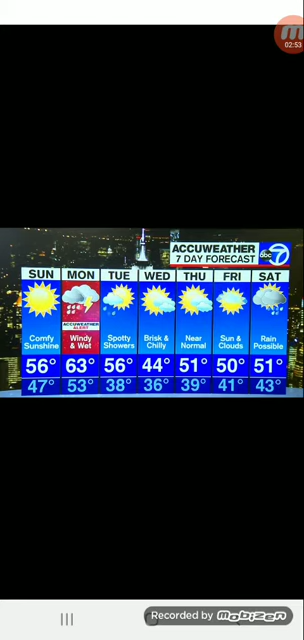 02:53
ACCUWEATHER
7 DAY FORECAST
abc 7
SUN MON TUE WED THU FRI SAT
ACCUWEATHER
ALERT
Comfy Sunshine
Windy & Wet
Spotty Showers
Brisk & Chilly
Near Normal
Sun & Clouds
Rain Possible
56° 63° 56° 44° 51° 50° 51°
47° 53° 38° 36° 39° 41° 43°
Recorded by mobizen